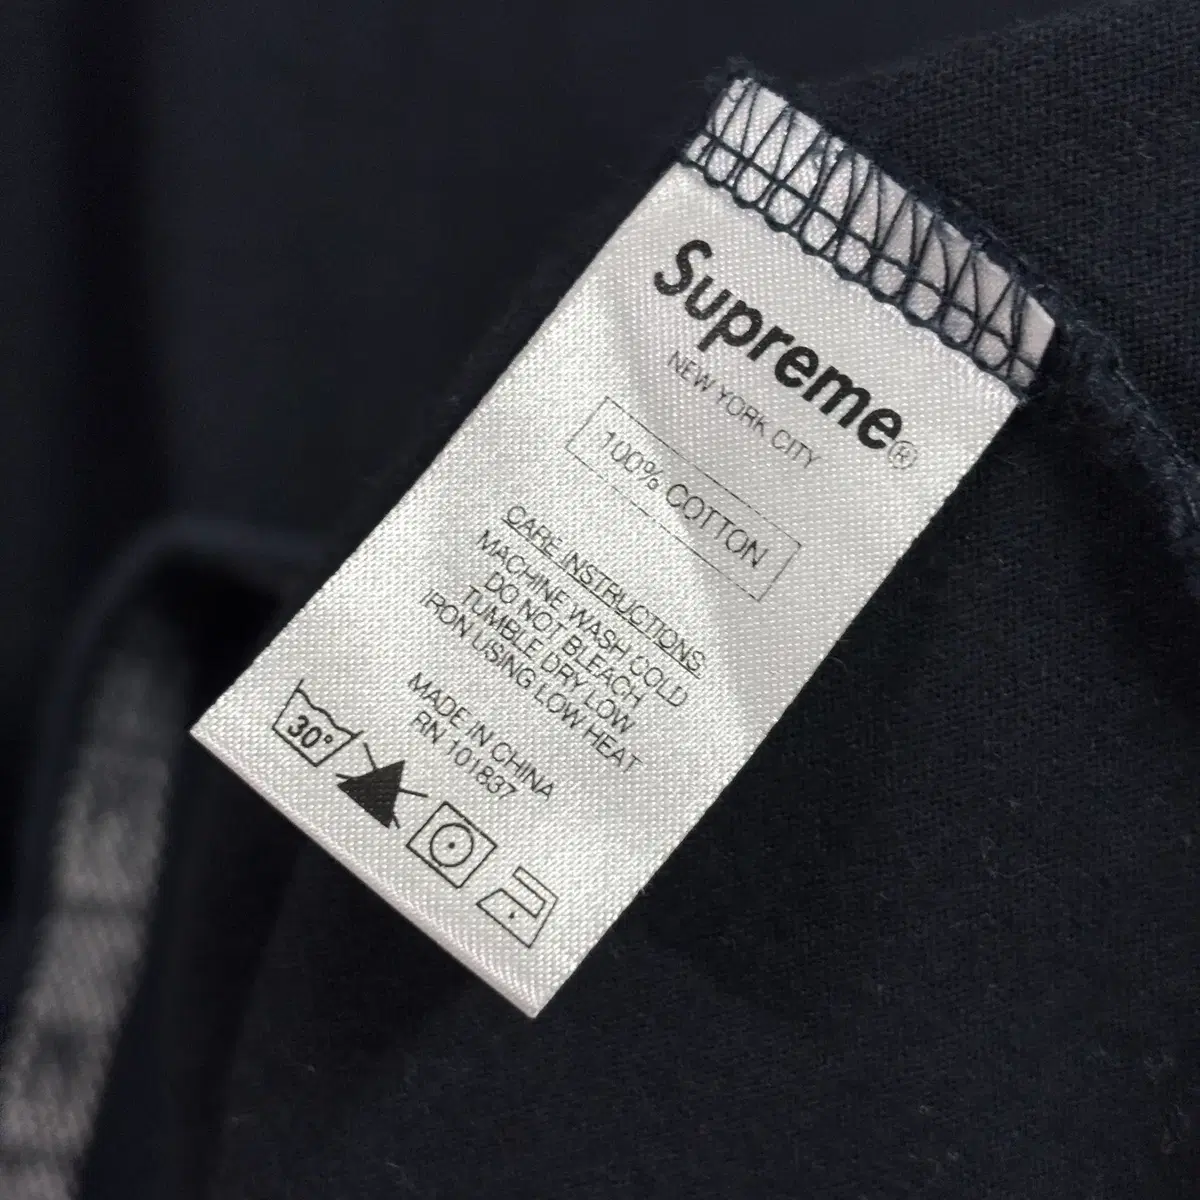 Supreme®
NEW YORK CITY
100% COTTON
CARE INSTRUCTIONS
MACHINE WASH COLD
DO NOT BLEACH
TUMBLE DRY LOW
IRON USING LOW HEAT
MADE IN CHINA
RN 101837
30°